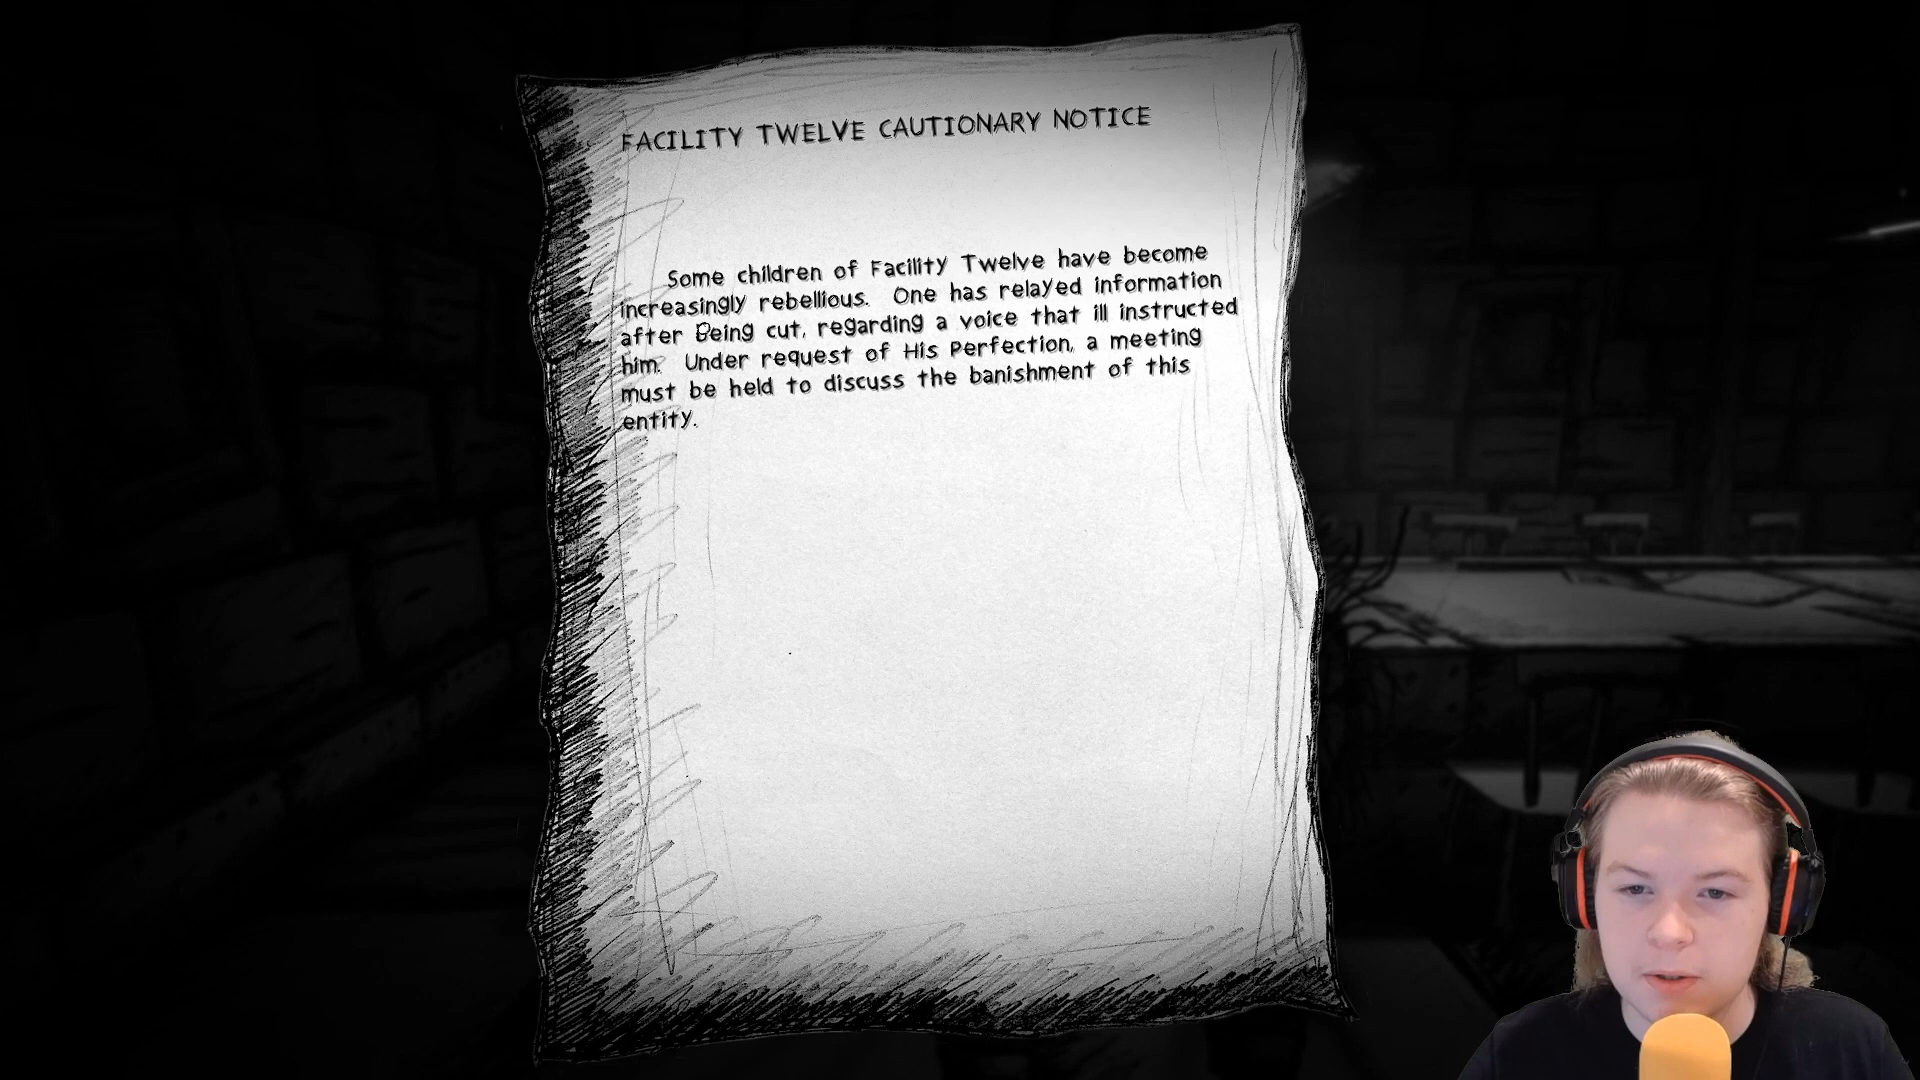 FACILITY TWELVE CAUTIONARY NOTICE
Some children of Facility Twelve have become
increasingly rebellious. One has relayed information
after Being cut, regarding a voice that ill instructed
him. Under request of His Perfection, a meeting
must be held to discuss the banishment of this
entity.